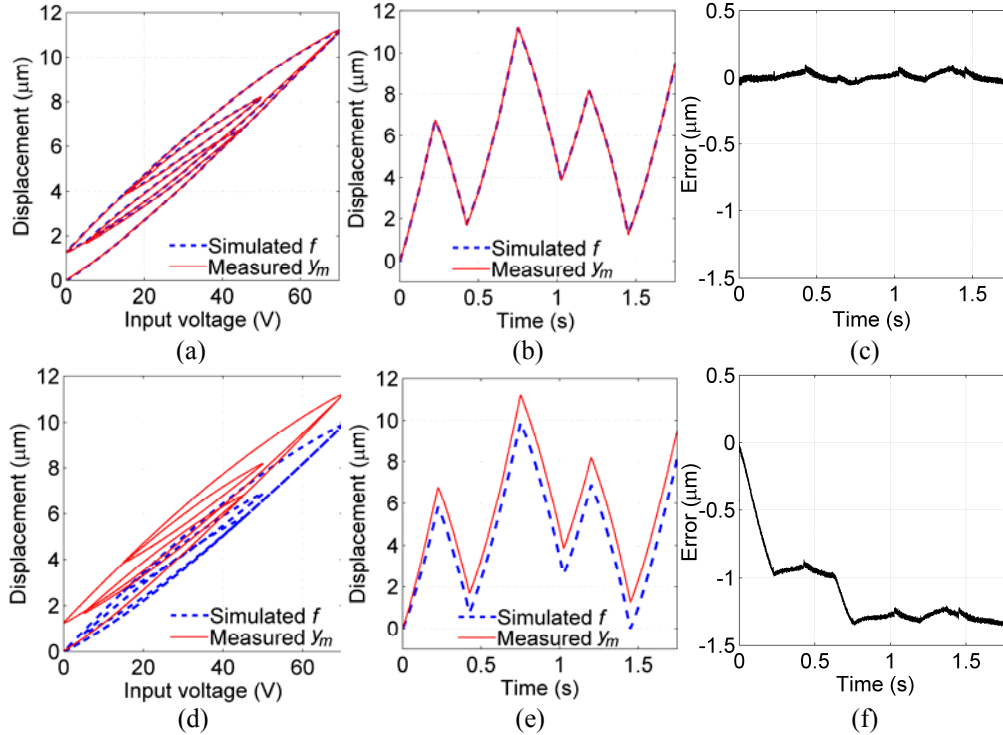 12
10
8
6
4
2
0
Displacement (μm)
Simulated f
Measured ym
0 20 40 60
Input voltage (V)
(a)
12
10
8
6
4
2
0
Displacement (μm)
Simulated f
Measured ym
0 0.5 1 1.5
Time (s)
(b)
0.5
0
-0.5
-1
-1.5
Error (μm)
0 0.5 1 1.5
Time (s)
(c)
12
10
8
6
4
2
0
Displacement (μm)
Simulated f
Measured ym
0 20 40 60
Input voltage (V)
(d)
12
10
8
6
4
2
0
Displacement (μm)
Simulated f
Measured ym
0 0.5 1 1.5
Time (s)
(e)
0.5
0
-0.5
-1
-1.5
Error (μm)
0 0.5 1 1.5
Time (s)
(f)